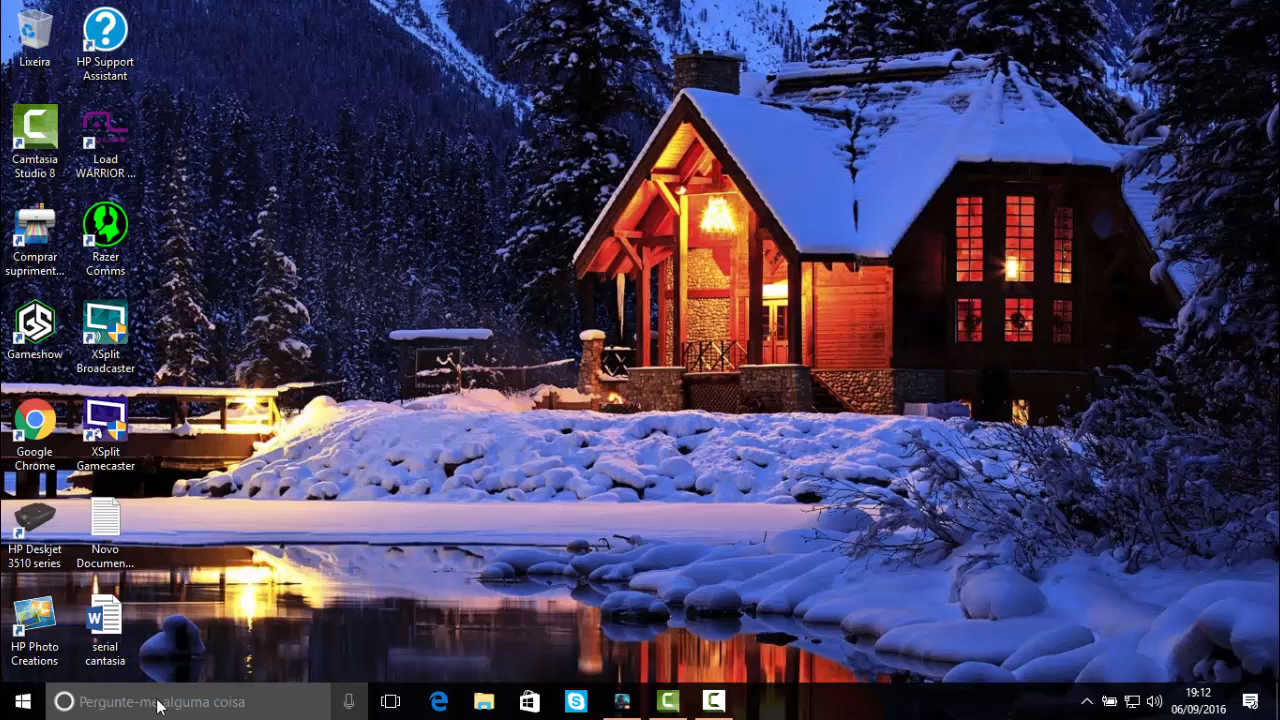 Lixeira
HP Support
Assistant
Camtasia
Studio 8
Load
WARRIOR ...
Comprar
supriment...
Razer
Comms
Gameshow
XSplit
Broadcaster
Google
Chrome
XSplit
Gamecaster
HP Deskjet
3510 series
Novo
Documen...
HP Photo
Creations
serial
cantasia
Pergunte-me alguma coisa
19:12
06/09/2016